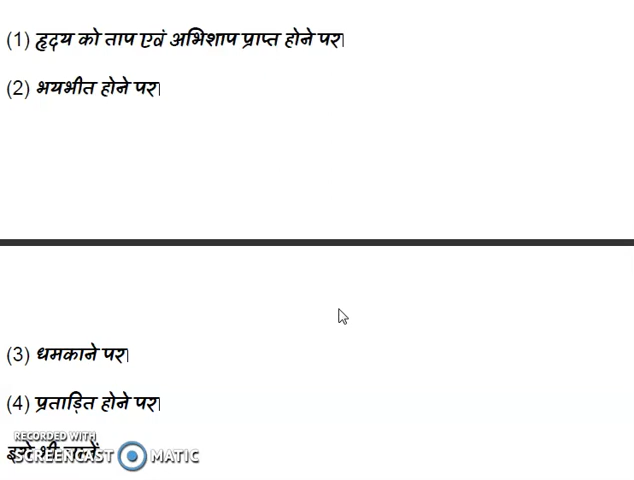 (1) हृदय को ताप एवं अभिशाप प्राप्त होने पर।
(2) भयभीत होने पर।
(3) धमकाने पर।
(4) प्रताड़ित होने पर।
RECORDED WITH
SCREENCAST MATIC